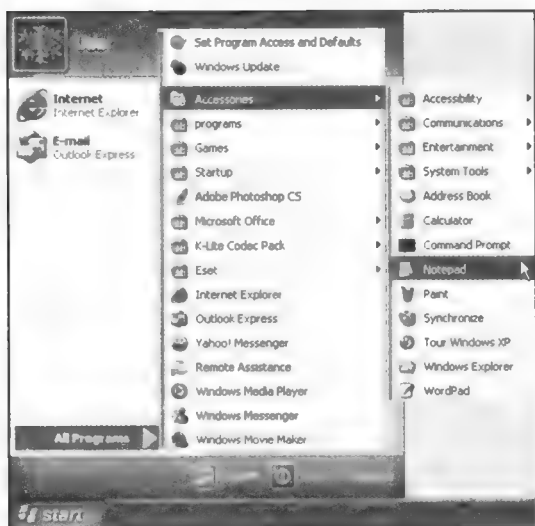 Set Program Access and Defaults
Windows Update
Internet
Internet Explorer
E-mail
Outlook Express
All Programs
Accessories
programs
Games
Startup
Adobe Photoshop CS
Microsoft Office
K-Lite Codec Pack
Eset
Internet Explorer
Outlook Express
Yahoo! Messenger
Remote Assistance
Windows Media Player
Windows Messenger
Windows Movie Maker
Accessibility
Communications
Entertainment
System Tools
Address Book
Calculator
Command Prompt
Notepad
Paint
Synchronize
Tour Windows XP
Windows Explorer
WordPad
start